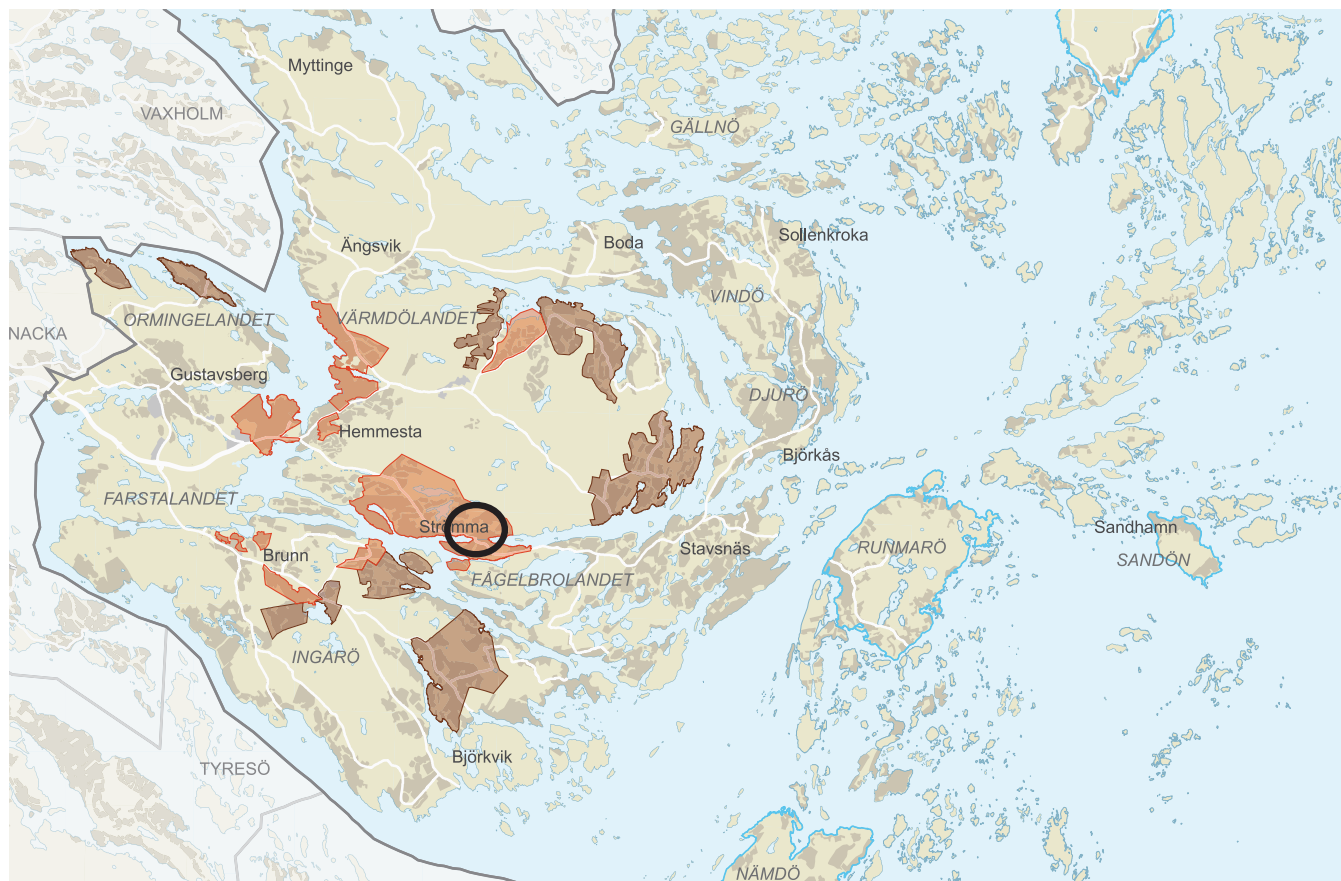 Myttinge
VAXHOLM
GÄLLNÖ
Sollenkroka
Boda
Ängsvik
VINDÖ
ORMINGELANDET
VÄRMDÖLANDET
NACKA
Gustavsberg
DJURÖ
Hemmesta
Björkås
FARSTALANDET
Strömma
Sandhamn
Stavsnäs
RUNMARÖ
Brunn
SANDÖN
FÅGELBROLANDET
INGARÖ
Björkvik
TYRESÖ
NÄMDÖ